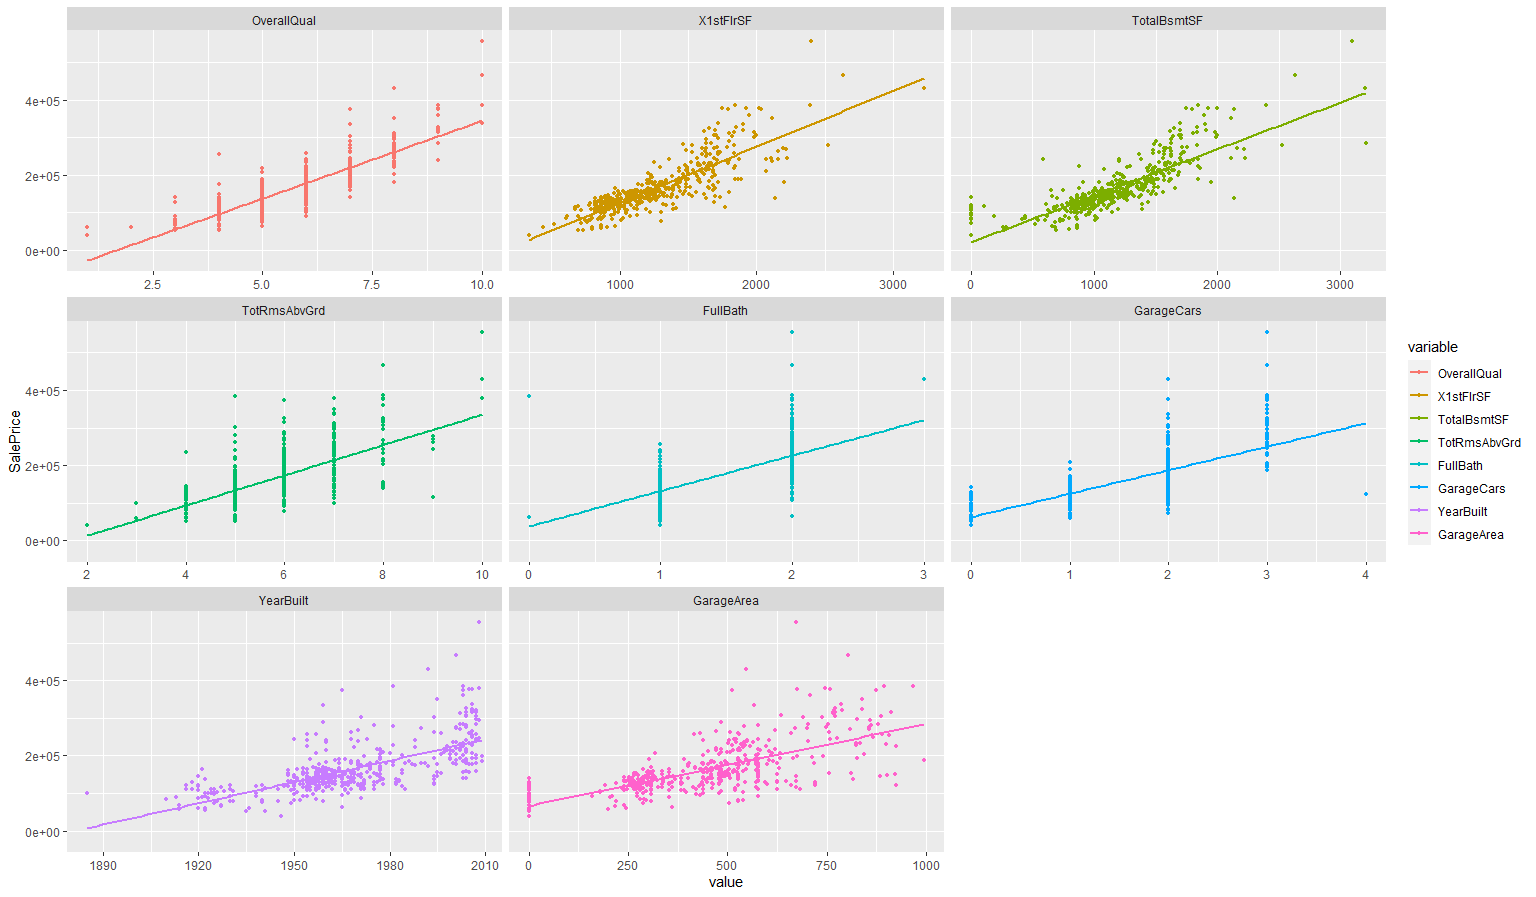 OverallQual X1stFlrSF TotalBsmtSF
4e+05
2e+05
0e+00
2.5 5.0 7.5 10.0 1000 2000 3000 0 1000 2000 3000
TotRmsAbvGrd FullBath GarageCars
4e+05
2e+05
0e+00
2 4 6 8 10 0 1 2 3 0 1 2 3 4
YearBuilt GarageArea
4e+05
2e+05
0e+00
1890 1920 1950 1980 2010 0 250 500 750 1000
value
SalePrice
variable
OverallQual
X1stFlrSF
TotalBsmtSF
TotRmsAbvGrd
FullBath
GarageCars
YearBuilt
GarageArea